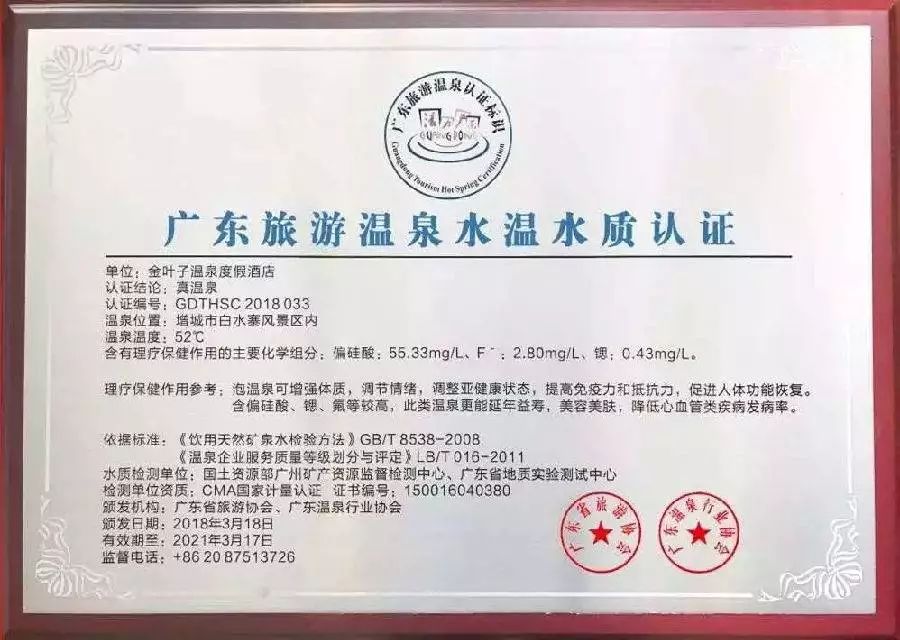 广东旅游温泉认证标识
GUANGDONG
Guangdong Tourism Hot Spring Certification
广东旅游温泉水温水质认证
单位：金叶子温泉度假酒店
认证结论：真温泉
认证编号：GDTHSC 2018 033
温泉位置：增城市白水寨风景区内
温泉温度：52℃
含有理疗保健作用的主要化学组分：偏硅酸：55.33mg/L、F⁻：2.80mg/L、锶：0.43mg/L。
理疗保健作用参考：泡温泉可增强体质，调节情绪，调整亚健康状态，提高免疫力和抵抗力，促进人体功能恢复。
含偏硅酸、锶、氟等较高，此类温泉更能延年益寿，美容美肤，降低心血管类疾病发病率。
依据标准：《饮用天然矿泉水检验方法》GB/T 8538-2008
《温泉企业服务质量等级划分与评定》LB/T 016-2011
水质检测单位：国土资源部广州矿产资源监督检测中心、广东省地质实验测试中心
检测单位资质：CMA国家计量认证 证书编号：150016040380
颁发机构：广东省旅游协会、广东温泉行业协会
颁发日期：2018年3月18日
有效期至：2021年3月17日
监督电话：+86 20 87513726
广东省旅游协会
广东温泉行业协会